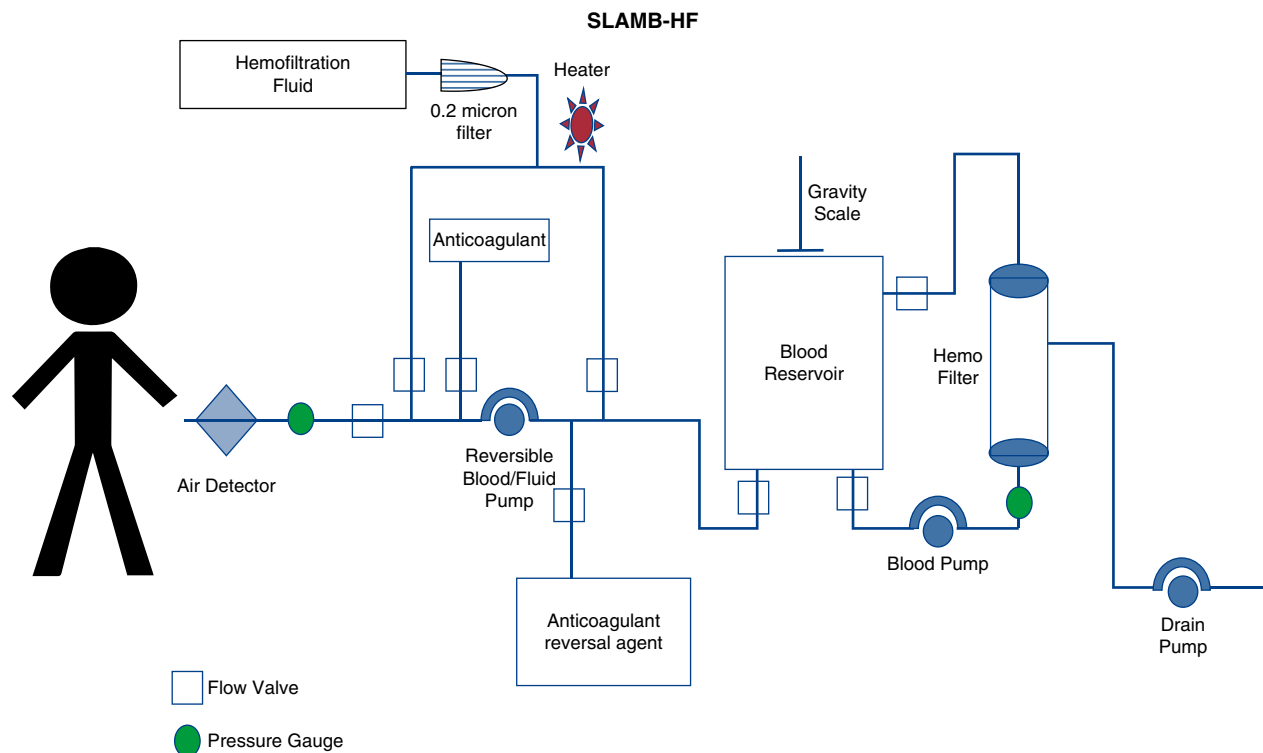 SLAMB-HF
Hemofiltration
Fluid
0.2 micron
filter
Heater
Anticoagulant
Gravity
Scale
Blood
Reservoir
Hemo
Filter
Air Detector
Reversible
Blood/Fluid
Pump
Blood Pump
Anticoagulant
reversal agent
Drain
Pump
Flow Valve
Pressure Gauge